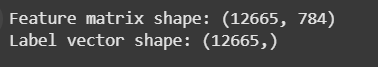 Feature matrix shape: (12665, 784)
Label vector shape: (12665,)